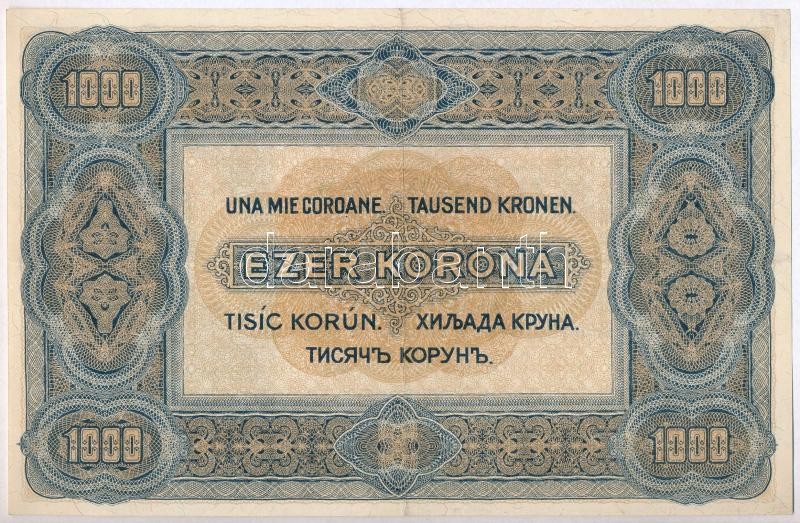 1000 1000
UNA MIE COROANE. TAUSEND KRONEN.
EZER KORONA
TISÍC KORÚN. ХИЉАДА КРУНА.
ТИСЯЧЪ КОРУНЪ.
1000 1000